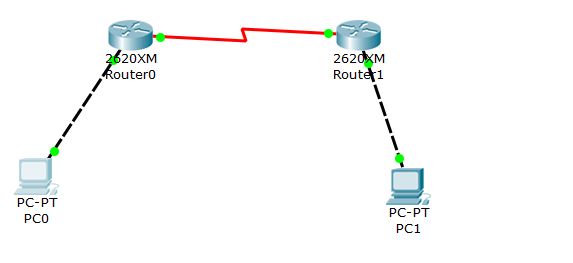 2620XM
Router0
2620XM
Router1
PC-PT
PC0
PC-PT
PC1